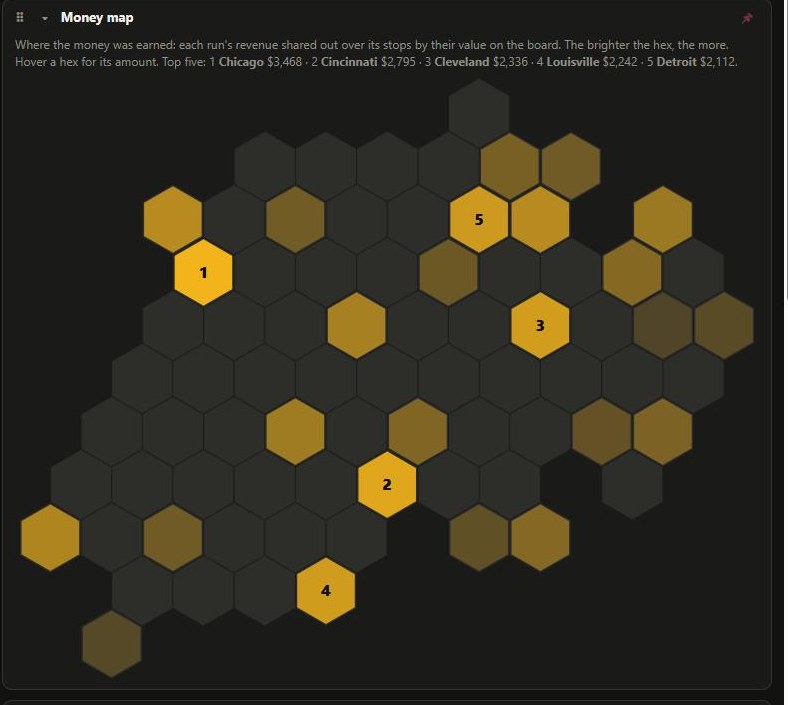 Money map
Where the money was earned: each run's revenue shared out over its stops by their value on the board. The brighter the hex, the more.
Hover a hex for its amount. Top five: 1 Chicago $3,468 · 2 Cincinnati $2,795 · 3 Cleveland $2,336 · 4 Louisville $2,242 · 5 Detroit $2,112.
5
1
3
2
4